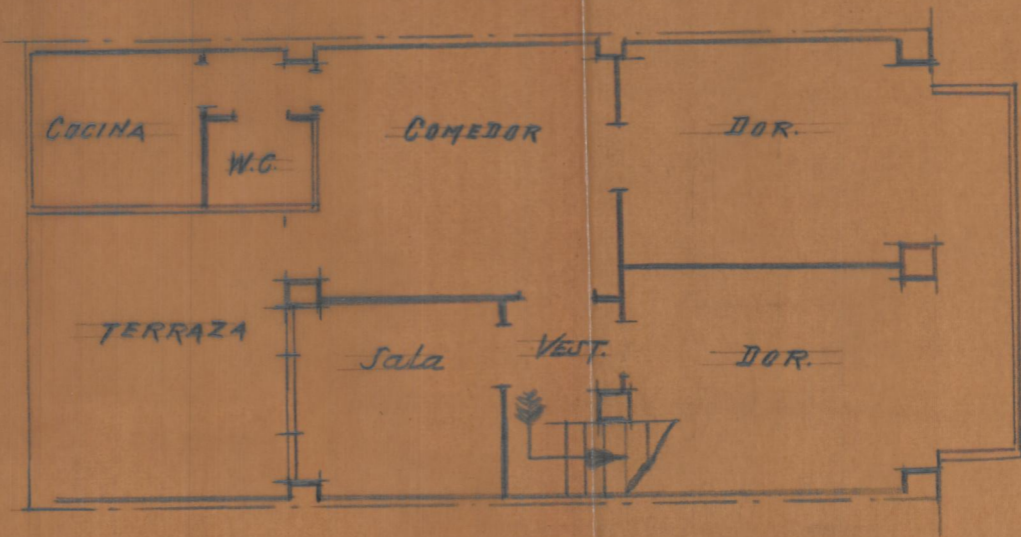 COCINA
W.C.
COMEDOR
DOR.
TERRAZA
Sala
VEST.
DOR.